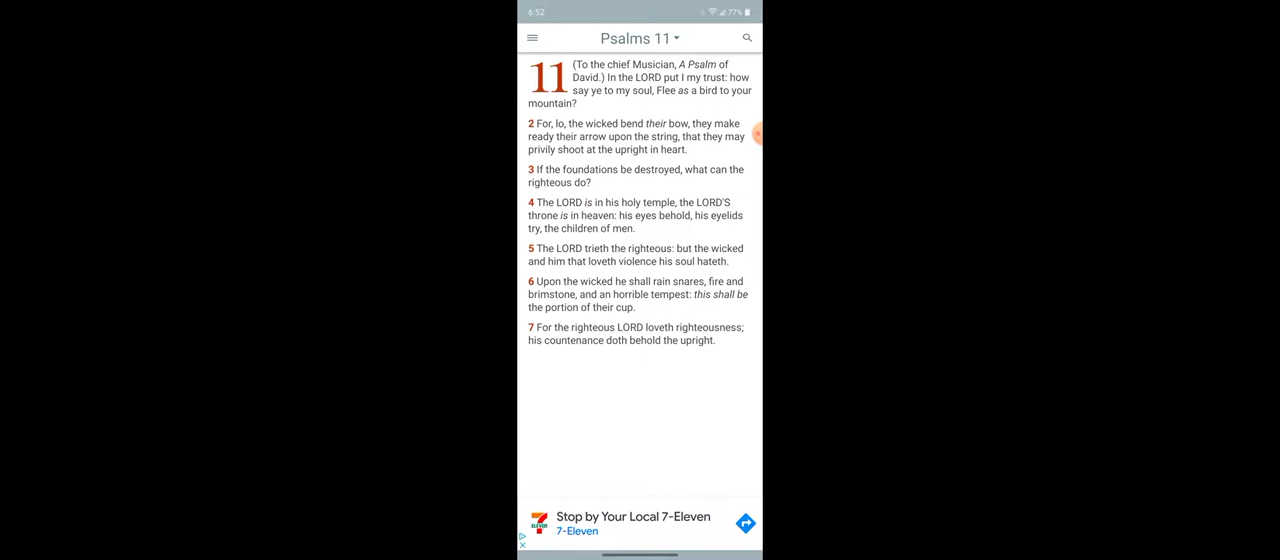 6:52
77%
Psalms 11
11 (To the chief Musician, A Psalm of
David.) In the LORD put I my trust: how
say ye to my soul, Flee as a bird to your
mountain?
2 For, lo, the wicked bend their bow, they make
ready their arrow upon the string, that they may
privily shoot at the upright in heart.
3 If the foundations be destroyed, what can the
righteous do?
4 The LORD is in his holy temple, the LORD'S
throne is in heaven: his eyes behold, his eyelids
try, the children of men.
5 The LORD trieth the righteous: but the wicked
and him that loveth violence his soul hateth.
6 Upon the wicked he shall rain snares, fire and
brimstone, and an horrible tempest: this shall be
the portion of their cup.
7 For the righteous LORD loveth righteousness;
his countenance doth behold the upright.
7 ELEVEN
Stop by Your Local 7-Eleven
7-Eleven